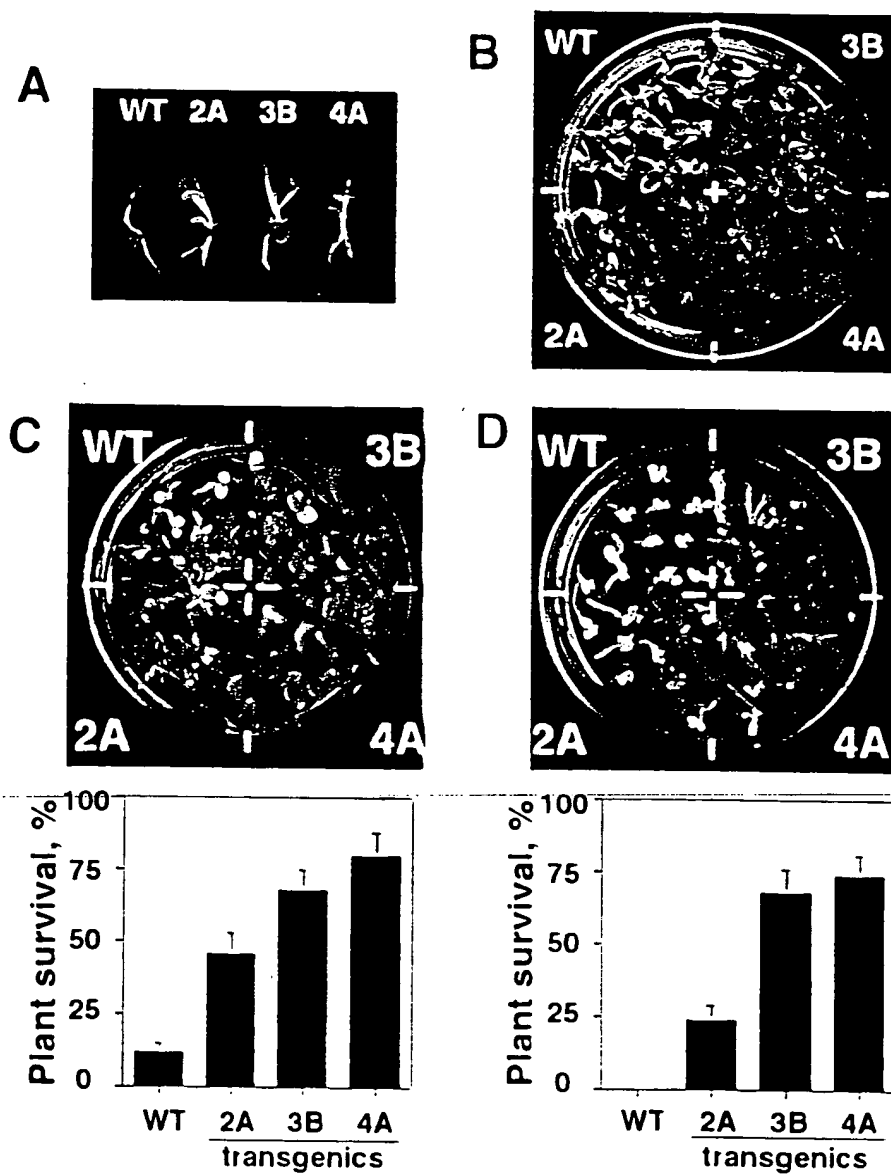 A
WT 2A 3B 4A
B
WT 3B
2A 4A
C
WT 3B
2A 4A
D
WT 3B
2A 4A
Plant survival, %
100
75
50
25
0
WT 2A 3B 4A
transgenics
Plant survival, %
100
75
50
25
0
WT 2A 3B 4A
transgenics